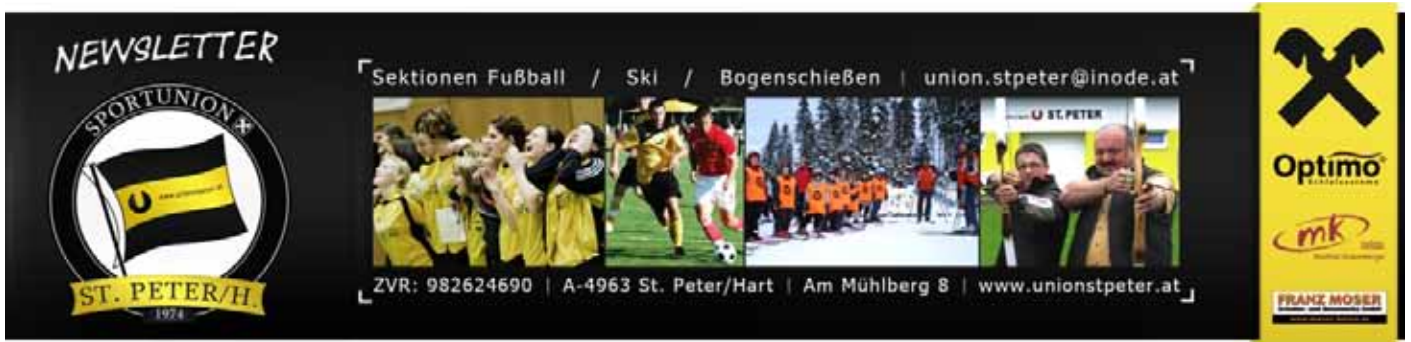 NEWSLETTER
SPORTUNION
ST. PETER/H.
1974
Sektionen Fußball / Ski / Bogenschießen | union.stpeter@inode.at
U ST. PETER
ZVR: 982624690 | A-4963 St. Peter/Hart | Am Mühlberg 8 | www.unionstpeter.at
Optimo®
Schlafsysteme
mk
FRANZ MOSER